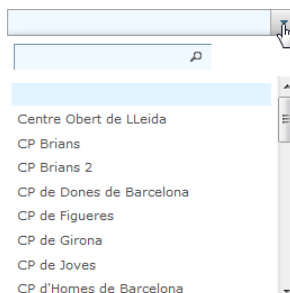 Centre Obert de LLeida
CP Brians
CP Brians 2
CP de Dones de Barcelona
CP de Figueres
CP de Girona
CP de Joves
CP d'Homes de Barcelona